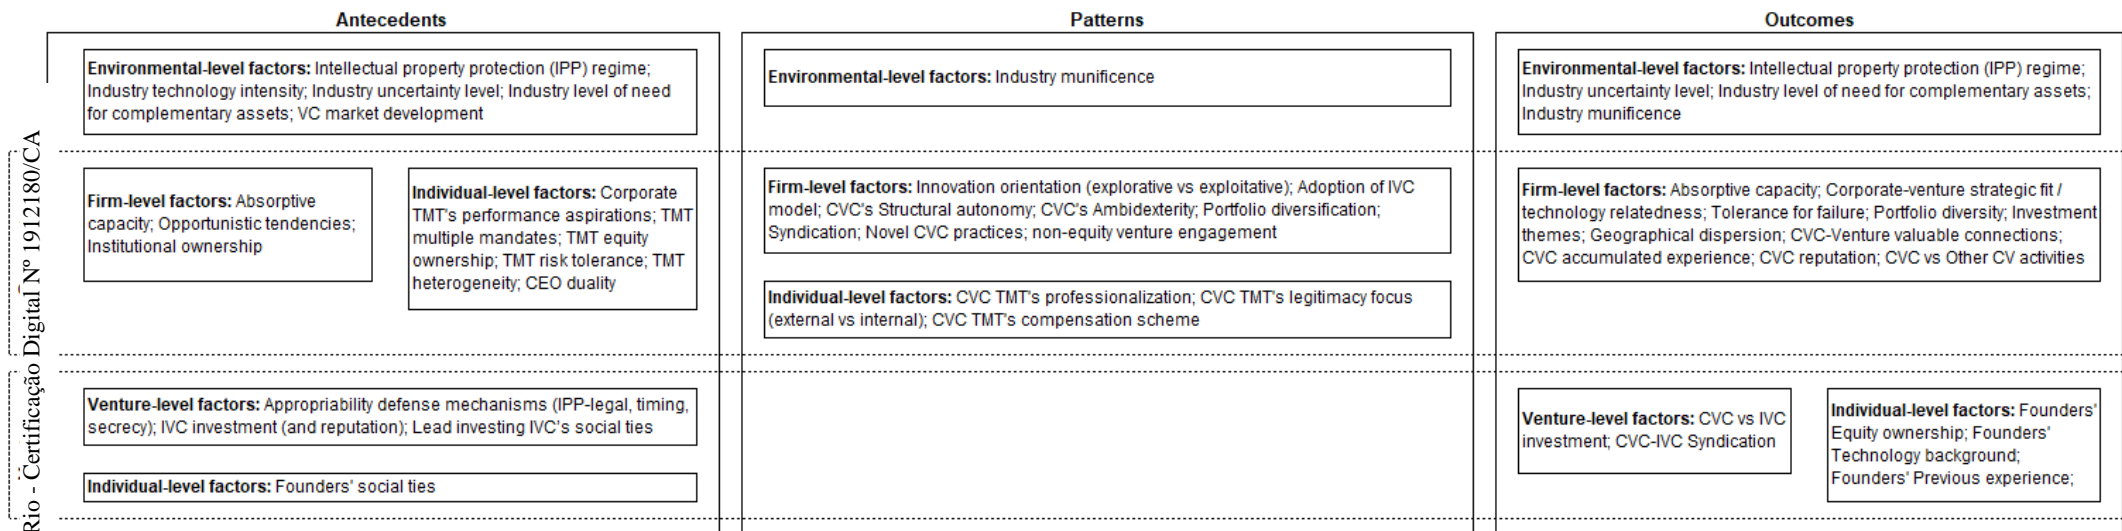 Antecedents
Environmental-level factors: Intellectual property protection (IPP) regime;
Industry technology intensity; Industry uncertainty level; Industry level of need
for complementary assets; VC market development
Firm-level factors: Absorptive
capacity; Opportunistic tendencies;
Institutional ownership
Individual-level factors: Corporate
TMT's performance aspirations; TMT
multiple mandates; TMT equity
ownership; TMT risk tolerance; TMT
heterogeneity; CEO duality
Venture-level factors: Appropriability defense mechanisms (IPP-legal, timing,
secrecy); IVC investment (and reputation); Lead investing IVC's social ties
Individual-level factors: Founders' social ties
Patterns
Environmental-level factors: Industry munificence
Firm-level factors: Innovation orientation (explorative vs exploitative); Adoption of IVC
model; CVC's Structural autonomy; CVC's Ambidexterity; Portfolio diversification;
Syndication; Novel CVC practices; non-equity venture engagement
Individual-level factors: CVC TMT's professionalization; CVC TMT's legitimacy focus
(external vs internal); CVC TMT's compensation scheme
Outcomes
Environmental-level factors: Intellectual property protection (IPP) regime;
Industry uncertainty level; Industry level of need for complementary assets;
Industry munificence
Firm-level factors: Absorptive capacity; Corporate-venture strategic fit /
technology relatedness; Tolerance for failure; Portfolio diversity; Investment
themes; Geographical dispersion; CVC-Venture valuable connections;
CVC accumulated experience; CVC reputation; CVC vs Other CV activities
Venture-level factors: CVC vs IVC
investment; CVC-IVC Syndication
Individual-level factors: Founders'
Equity ownership; Founders'
Technology background;
Founders' Previous experience;
Rio - Certificação Digital Nº 1912180/CA